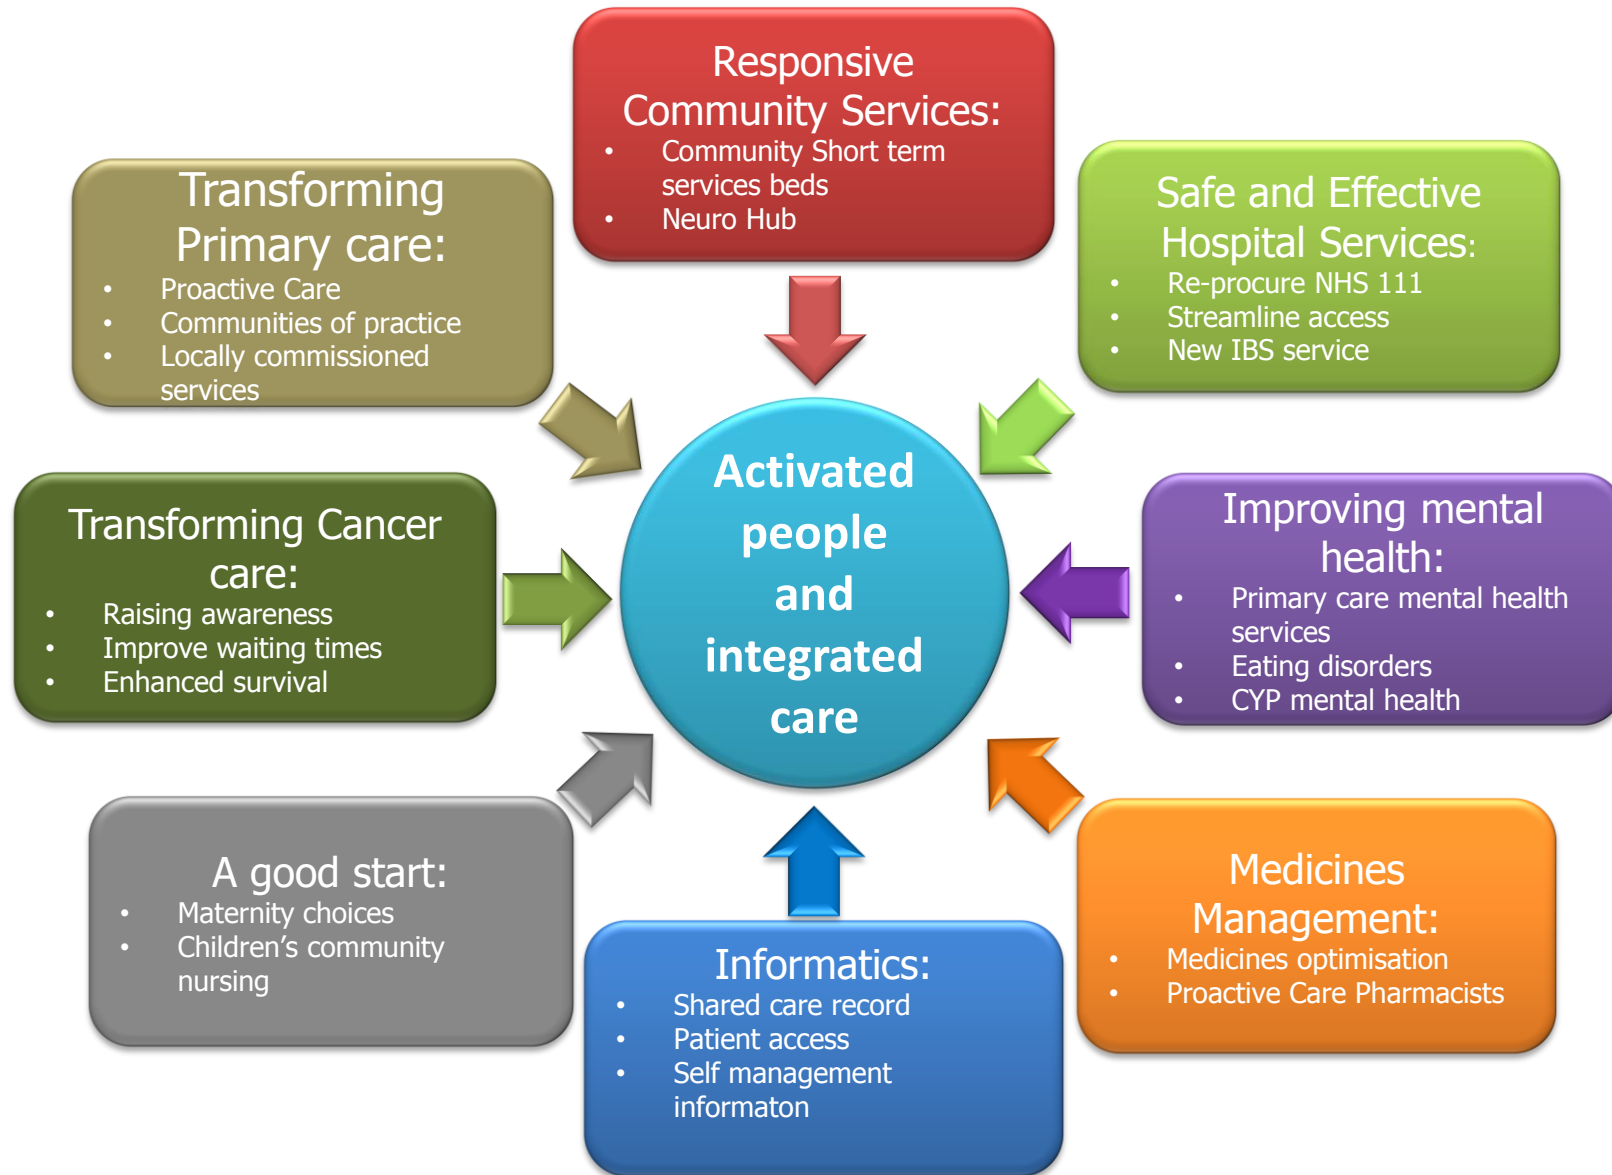 Responsive
Community Services:
• Community Short term
services beds
• Neuro Hub
Transforming
Primary care:
• Proactive Care
• Communities of practice
• Locally commissioned
services
Safe and Effective
Hospital Services:
• Re-procure NHS 111
• Streamline access
• New IBS service
Activated
people
and
integrated
care
Transforming Cancer
care:
• Raising awareness
• Improve waiting times
• Enhanced survival
Improving mental
health:
• Primary care mental health
services
• Eating disorders
• CYP mental health
A good start:
• Maternity choices
• Children’s community
nursing
Informatics:
• Shared care record
• Patient access
• Self management
informaton
Medicines
Management:
• Medicines optimisation
• Proactive Care Pharmacists